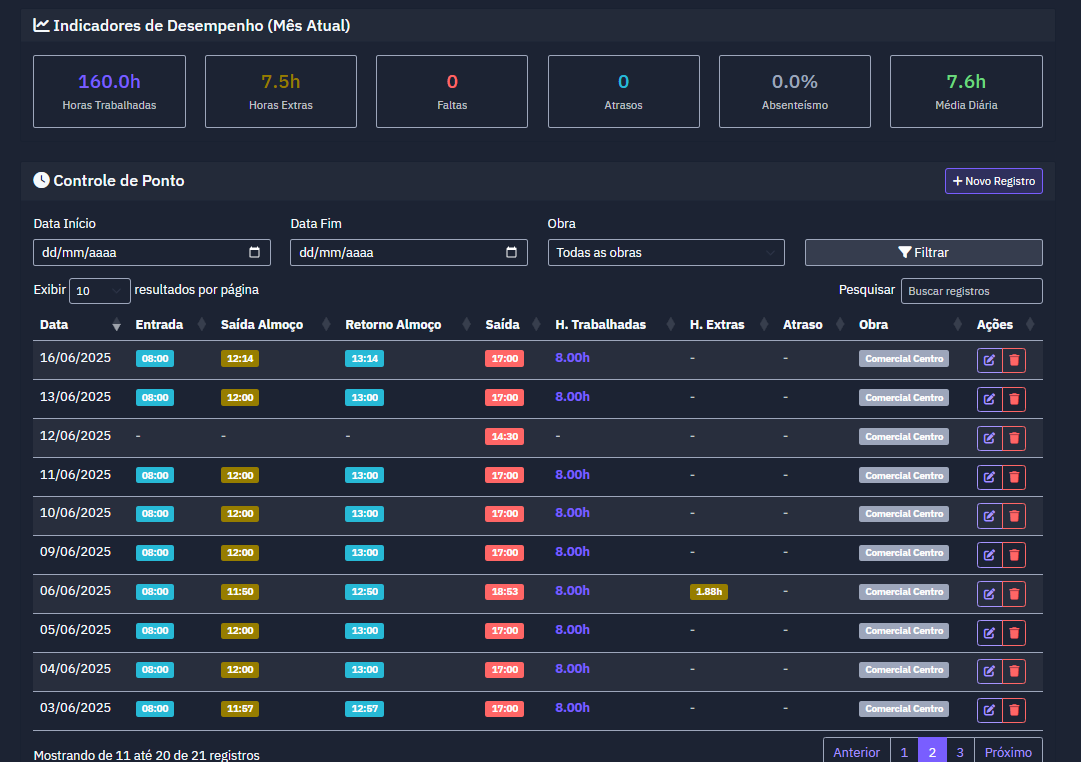 Indicadores de Desempenho (Mês Atual)
160.0h 7.5h 0 0 0.0% 7.6h
Horas Trabalhadas Horas Extras Faltas Atrasos Absenteísmo Média Diária
Controle de Ponto + Novo Registro
Data Início Data Fim Obra
dd/mm/aaaa dd/mm/aaaa Todas as obras Filtrar
Exibir 10 resultados por página Pesquisar Buscar registros
Data Entrada Saída Almoço Retorno Almoço Saída H. Trabalhadas H. Extras Atraso Obra Ações
16/06/2025 08:00 12:14 13:14 17:00 8.00h - - Comercial Centro
13/06/2025 08:00 12:00 13:00 17:00 8.00h - - Comercial Centro
12/06/2025 - - - 14:30 - - - Comercial Centro
11/06/2025 08:00 12:00 13:00 17:00 8.00h - - Comercial Centro
10/06/2025 08:00 12:00 13:00 17:00 8.00h - - Comercial Centro
09/06/2025 08:00 12:00 13:00 17:00 8.00h - - Comercial Centro
06/06/2025 08:00 11:50 12:50 18:53 8.00h 1.88h - Comercial Centro
05/06/2025 08:00 12:00 13:00 17:00 8.00h - - Comercial Centro
04/06/2025 08:00 12:00 13:00 17:00 8.00h - - Comercial Centro
03/06/2025 08:00 11:57 12:57 17:00 8.00h - - Comercial Centro
Mostrando de 11 até 20 de 21 registros Anterior 1 2 3 Próximo